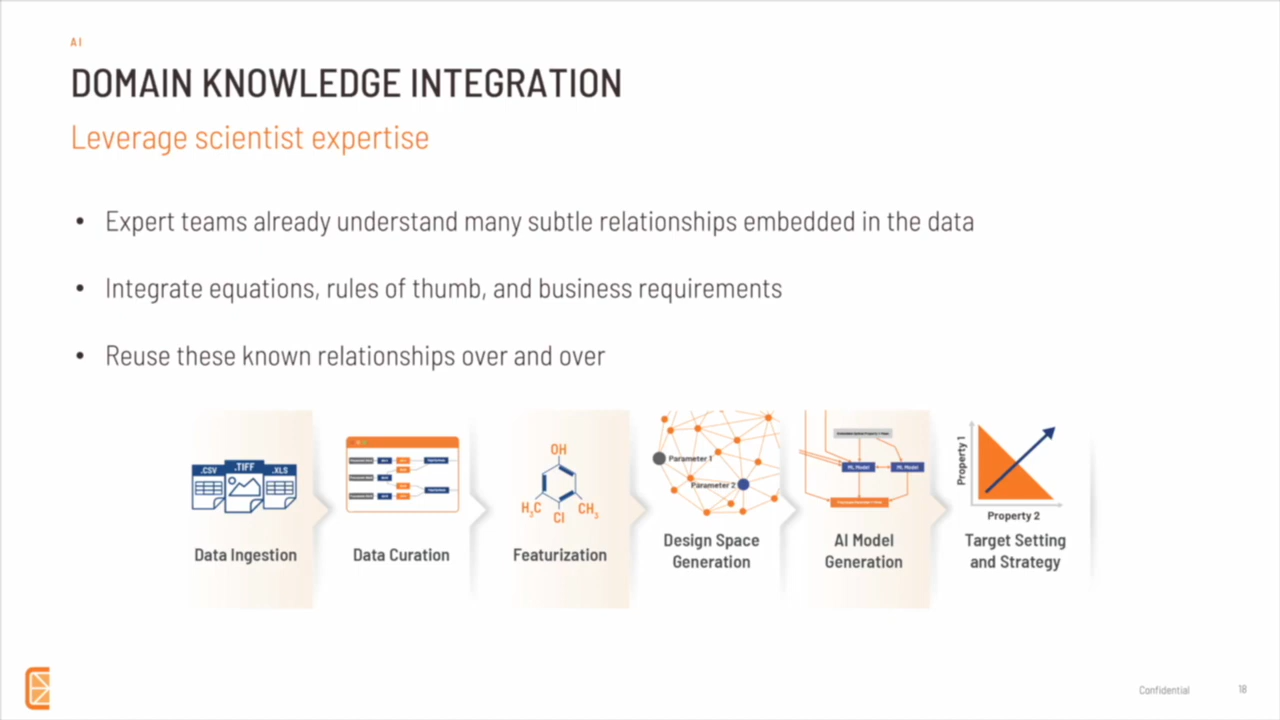 AI
DOMAIN KNOWLEDGE INTEGRATION
Leverage scientist expertise
• Expert teams already understand many subtle relationships embedded in the data
• Integrate equations, rules of thumb, and business requirements
• Reuse these known relationships over and over
.CSV
.TIFF
.XLS
OH
H3C
Cl
CH3
Parameter 1
Parameter 2
ML Model
ML Model
Property 1
Property 2
Data Ingestion
Data Curation
Featurization
Design Space
Generation
AI Model
Generation
Target Setting
and Strategy
Confidential
18